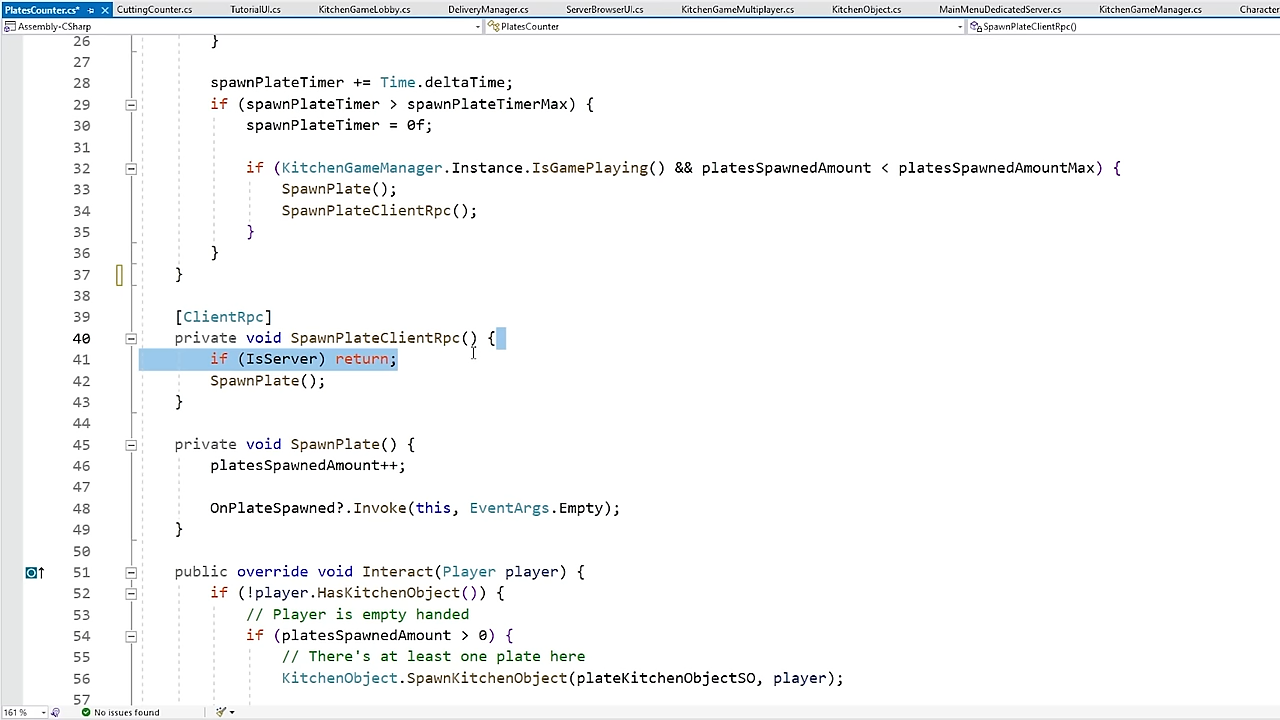 PlatesCounter.cs* CuttingCounter.cs TutorialUI.cs KitchenGameLobby.cs DeliveryManager.cs ServerBrowserUI.cs KitchenGameMultiplayer.cs KitchenObject.cs MainMenuDedicatedServer.cs KitchenGameManager.cs Character
Assembly-CSharp PlatesCounter SpawnPlateClientRpc()
26 }
27
28 spawnPlateTimer += Time.deltaTime;
29 if (spawnPlateTimer > spawnPlateTimerMax) {
30 spawnPlateTimer = 0f;
31
32 if (KitchenGameManager.Instance.IsGamePlaying() && platesSpawnedAmount < platesSpawnedAmountMax) {
33 SpawnPlate();
34 SpawnPlateClientRpc();
35 }
36 }
37 }
38
39 [ClientRpc]
40 private void SpawnPlateClientRpc() {
41 if (IsServer) return;
42 SpawnPlate();
43 }
44
45 private void SpawnPlate() {
46 platesSpawnedAmount++;
47
48 OnPlateSpawned?.Invoke(this, EventArgs.Empty);
49 }
50
51 public override void Interact(Player player) {
52 if (!player.HasKitchenObject()) {
53 // Player is empty handed
54 if (platesSpawnedAmount > 0) {
55 // There's at least one plate here
56 KitchenObject.SpawnKitchenObject(plateKitchenObjectSO, player);
57
161 % No issues found